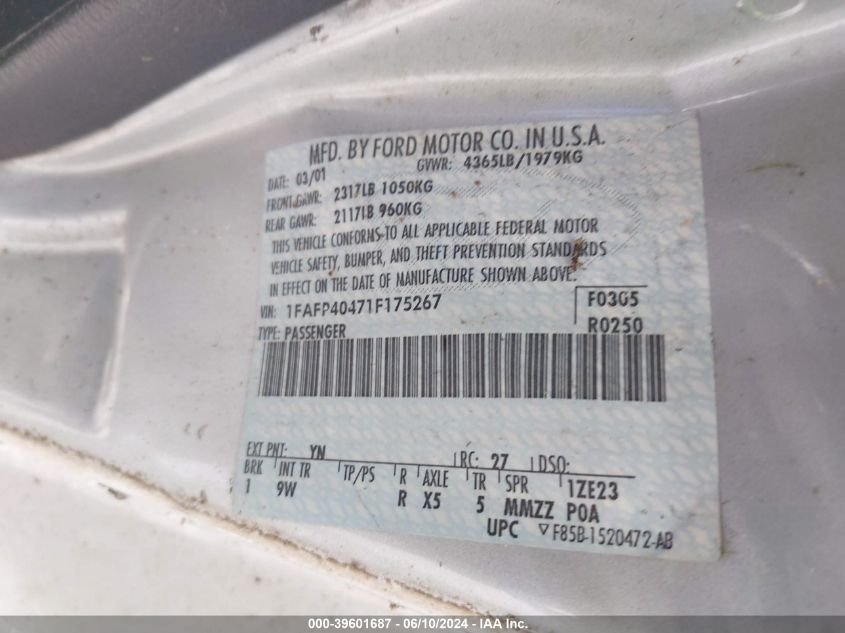 MFD. BY FORD MOTOR CO. IN U.S.A.
DATE: 03/01 GVWR: 4365LB/1979KG
FRONT GAWR: 2317LB 1050KG
REAR GAWR: 2117LB 960KG
THIS VEHICLE CONFORMS TO ALL APPLICABLE FEDERAL MOTOR
VEHICLE SAFETY, BUMPER, AND THEFT PREVENTION STANDARDS
IN EFFECT ON THE DATE OF MANUFACTURE SHOWN ABOVE.
VIN: 1FAFP40471F175267 F0305
TYPE: PASSENGER R0250
EXT PNT: YN RC: 27 DSO:
BRK INT TR TP/PS R AXLE TR SPR 1ZE23
1 9W R X5 5 MMZZ P0A
UPC ▽F85B-1520472-AB
000-39601687 - 06/10/2024 - IAA Inc.